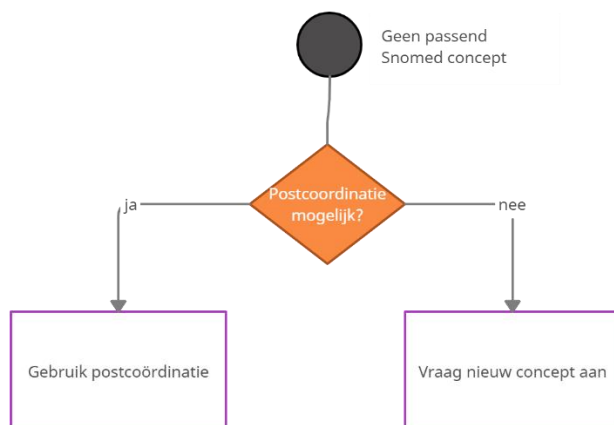 Geen passend
Snomed concept
Postcoordinatie
mogelijk?
ja
nee
Gebruik postcoördinatie
Vraag nieuw concept aan